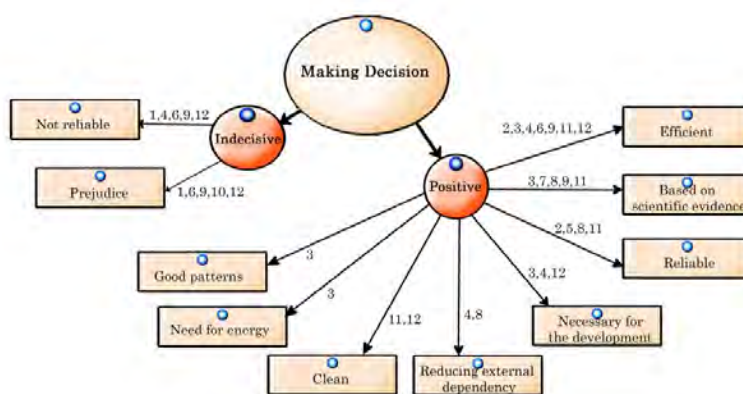 Making Decision
1,4,6,9,12
Not reliable
Indecisive
2,3,4,6,9,11,12
Efficient
Prejudice
1,6,9,10,12
Positive
3,7,8,9,11
Based on
scientific evidence
2,5,8,11
Reliable
3
Good patterns
3
Need for energy
11,12
Clean
4,8
Reducing external
dependency
3,4,12
Necessary for
the development